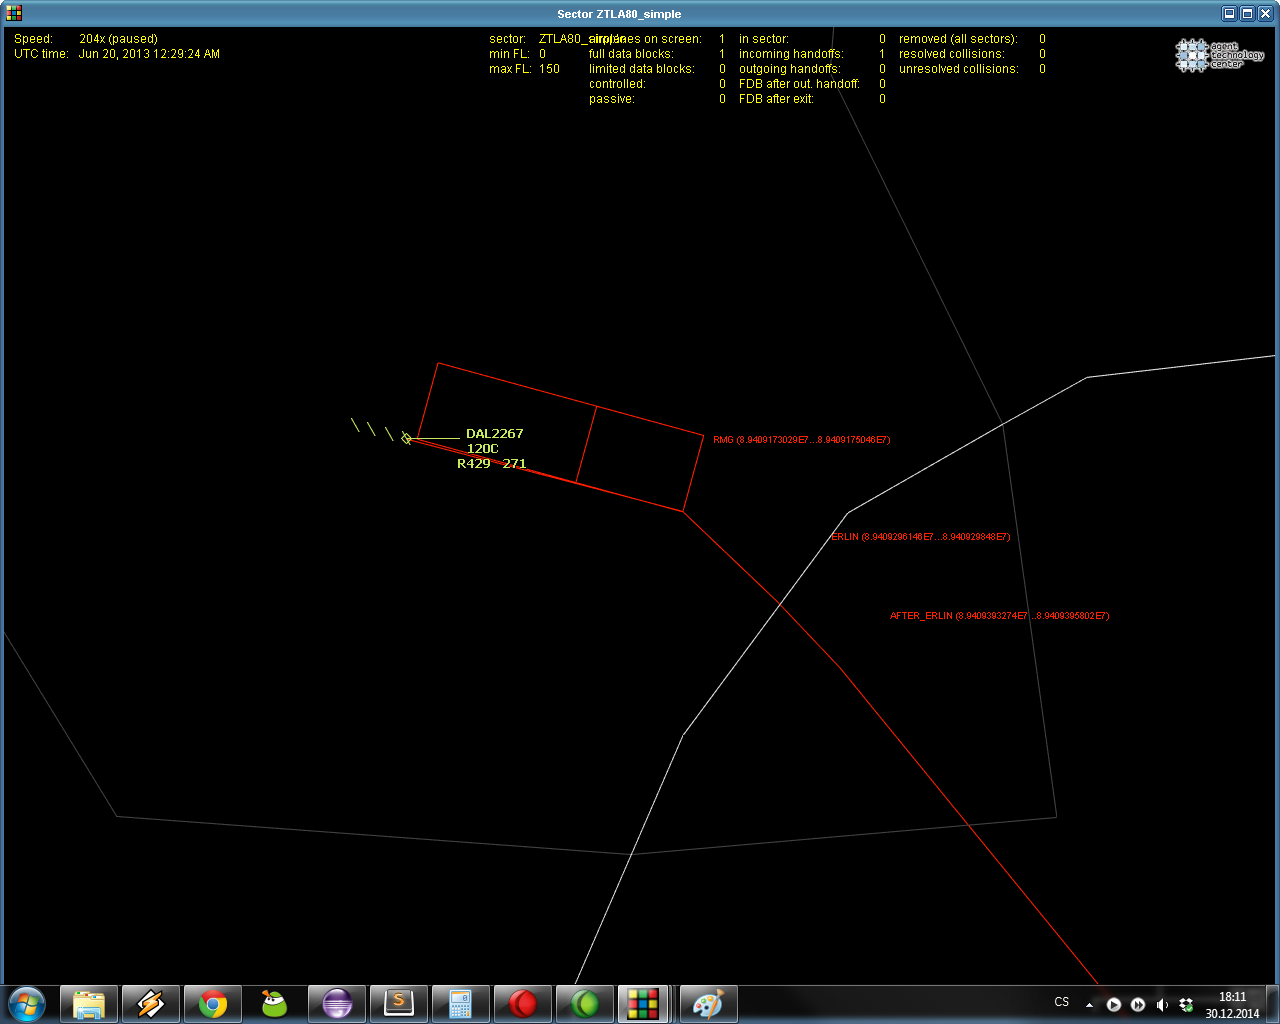 Sector ZTLA80_simple
Speed: 204x (paused)
UTC time: Jun 20, 2013 12:29:24 AM
sector: ZTLA80_simple airplanes on screen: 1 in sector: 0 removed (all sectors): 0
min FL: 0 full data blocks: 1 incoming handoffs: 1 resolved collisions: 0
max FL: 150 limited data blocks: 0 outgoing handoffs: 0 unresolved collisions: 0
controlled: 0 FDB after out. handoff: 0
passive: 0 FDB after exit: 0
agent
technology
center
DAL2267
120C
R429 271
RMG (8.9409173029E7...8.9409175046E7)
ERLIN (8.9409296146E7...8.940929848E7)
AFTER_ERLIN (8.9409393274E7...8.9409395802E7)
CS
18:11
30.12.2014